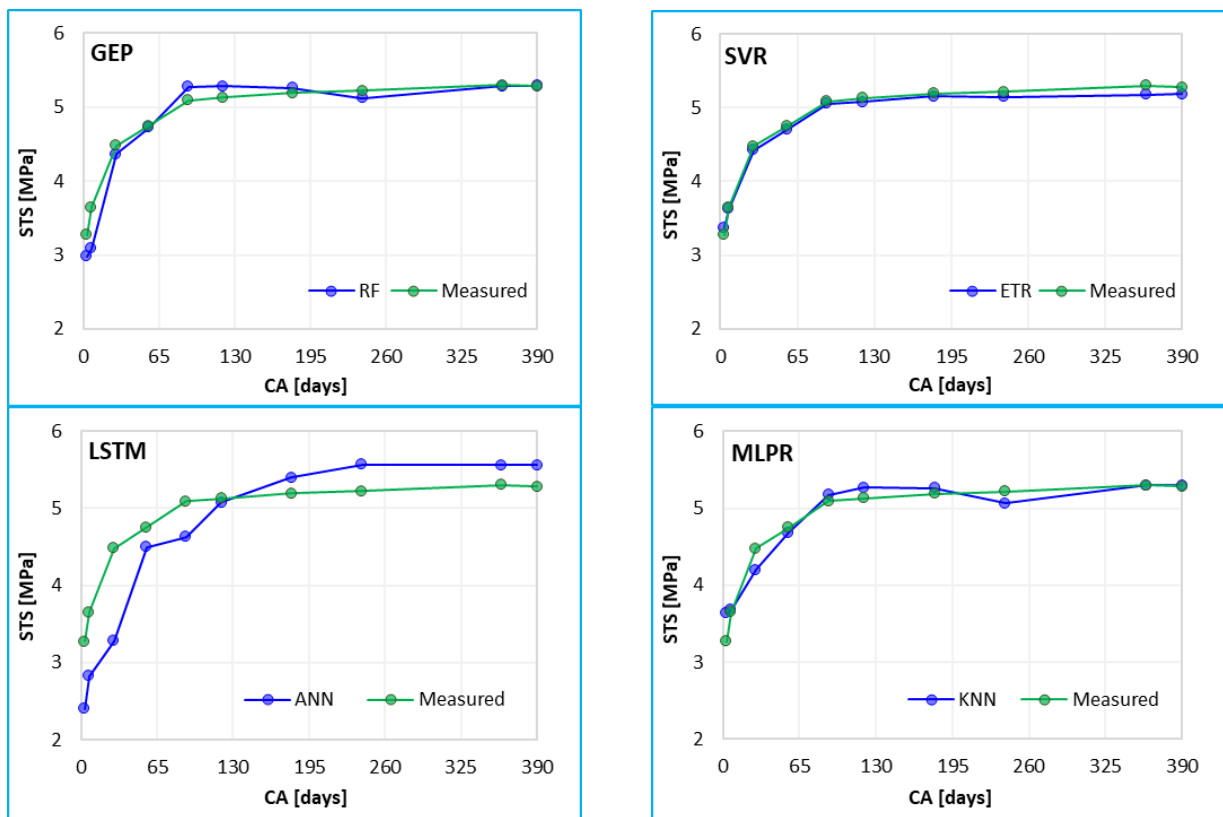 GEP
STS [MPa]
6
5
4
3
2
RF Measured
0 65 130 195 260 325 390
CA [days]
SVR
STS [MPa]
6
5
4
3
2
ETR Measured
0 65 130 195 260 325 390
CA [days]
LSTM
STS [MPa]
6
5
4
3
2
ANN Measured
0 65 130 195 260 325 390
CA [days]
MLPR
STS [MPa]
6
5
4
3
2
KNN Measured
0 65 130 195 260 325 390
CA [days]